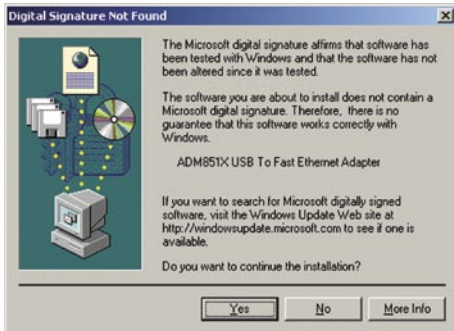 Digital Signature Not Found
The Microsoft digital signature affirms that software has
been tested with Windows and that the software has not
been altered since it was tested.
The software you are about to install does not contain a
Microsoft digital signature. Therefore, there is no
guarantee that this software works correctly with
Windows.
ADM851X USB To Fast Ethernet Adapter
If you want to search for Microsoft digitally signed
software, visit the Windows Update Web site at
http://windowsupdate.microsoft.com to see if one is
available.
Do you want to continue the installation?
Yes No More Info